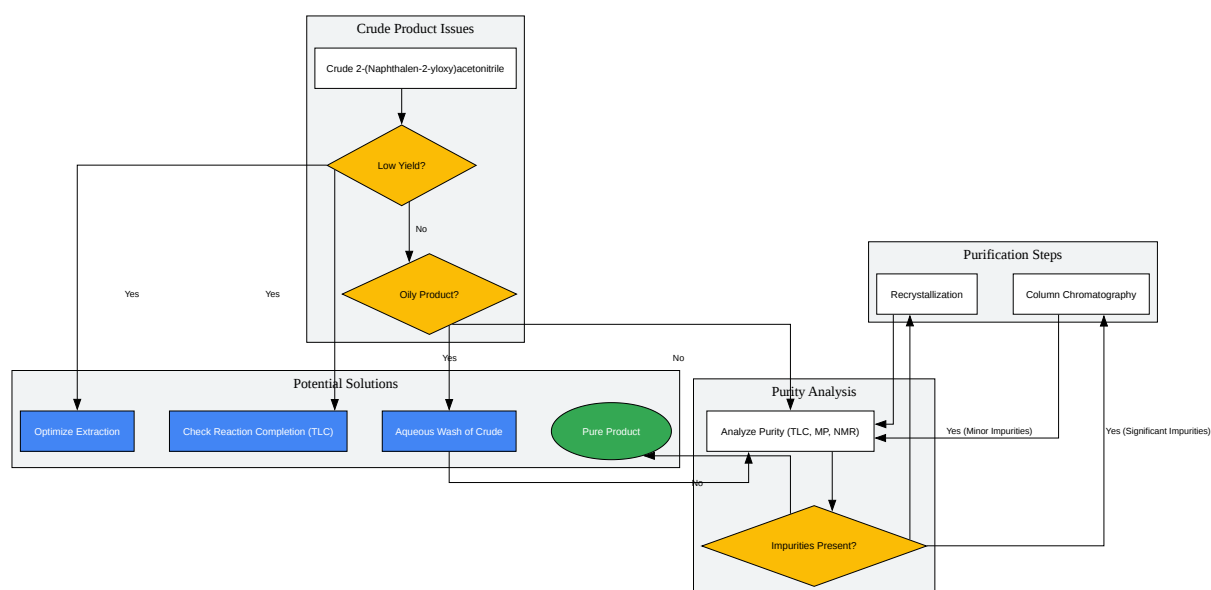 Crude Product Issues
Crude 2-(Naphthalen-2-yloxy)acetonitrile
Low Yield?
No
Purification Steps
Oily Product?
Yes
Yes
Recrystallization
Column Chromatography
Yes
No
Potential Solutions
Purity Analysis
Optimize Extraction
Check Reaction Completion (TLC)
Aqueous Wash of Crude
Pure Product
Analyze Purity (TLC, MP, NMR)
Yes (Minor Impurities)
Yes (Significant Impurities)
No
Impurities Present?